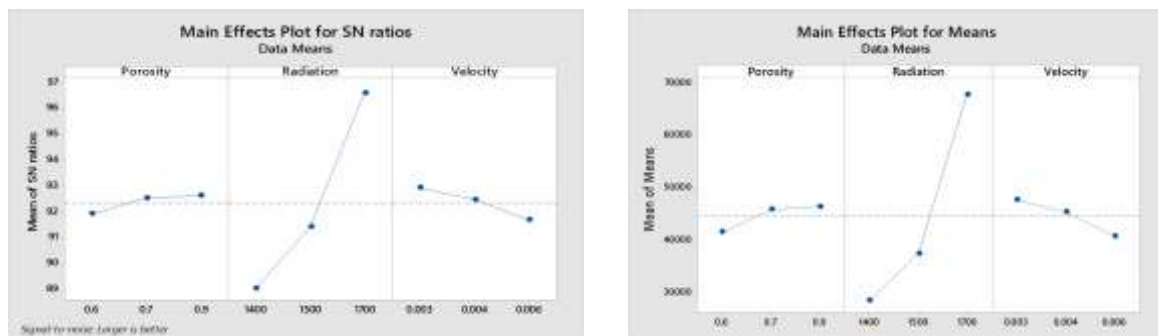 Main Effects Plot for SN ratios
Data Means
Porosity Radiation Velocity
Mean of SN ratios
97
96
95
94
93
92
91
90
89
0.6 0.7 0.9 1400 1500 1700 0.003 0.004 0.006
Signal-to-noise: Larger is better
Main Effects Plot for Means
Data Means
Porosity Radiation Velocity
Mean of Means
70000
60000
50000
40000
30000
0.6 0.7 0.9 1400 1500 1700 0.003 0.004 0.006